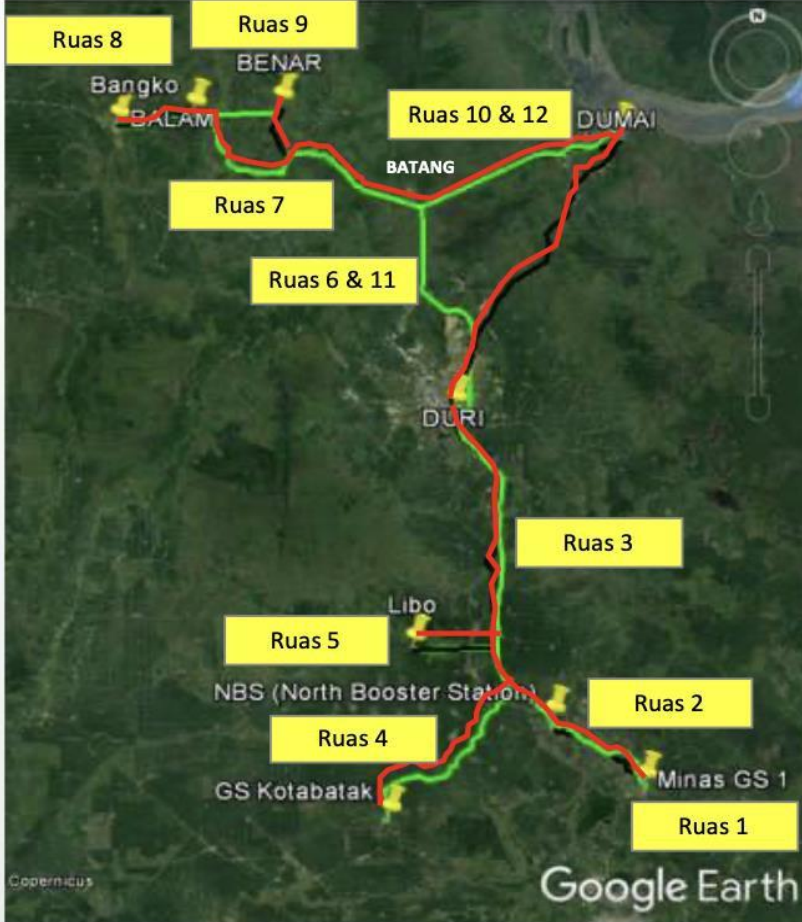 Ruas 8
Ruas 9
N
BENAR
Bangko
BALAM
Ruas 10 & 12
DUMAI
BATANG
Ruas 7
Ruas 6 & 11
DURI
Ruas 3
Libo
Ruas 5
NBS (North Booster Station)
Ruas 2
Ruas 4
Minas GS 1
GS Kotabatak
Ruas 1
Copernicus
Google Earth